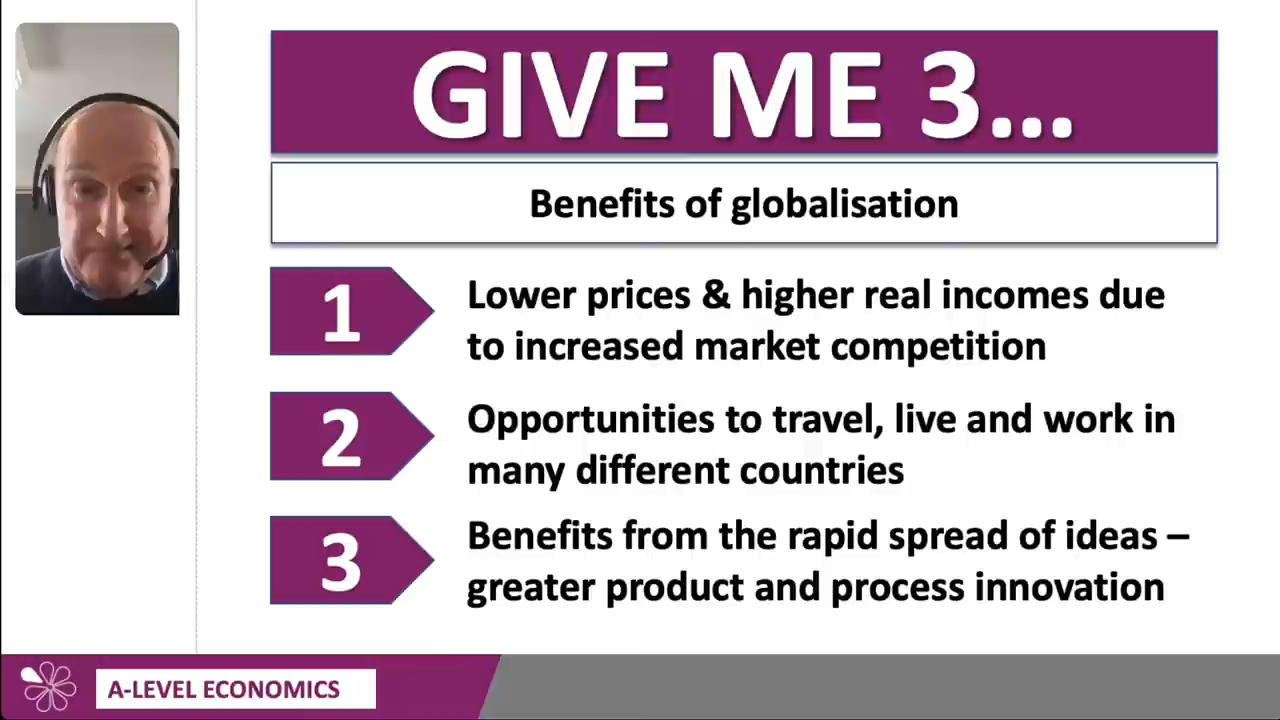 GIVE ME 3...
Benefits of globalisation
1
Lower prices & higher real incomes due
to increased market competition
2
Opportunities to travel, live and work in
many different countries
3
Benefits from the rapid spread of ideas –
greater product and process innovation
A-LEVEL ECONOMICS